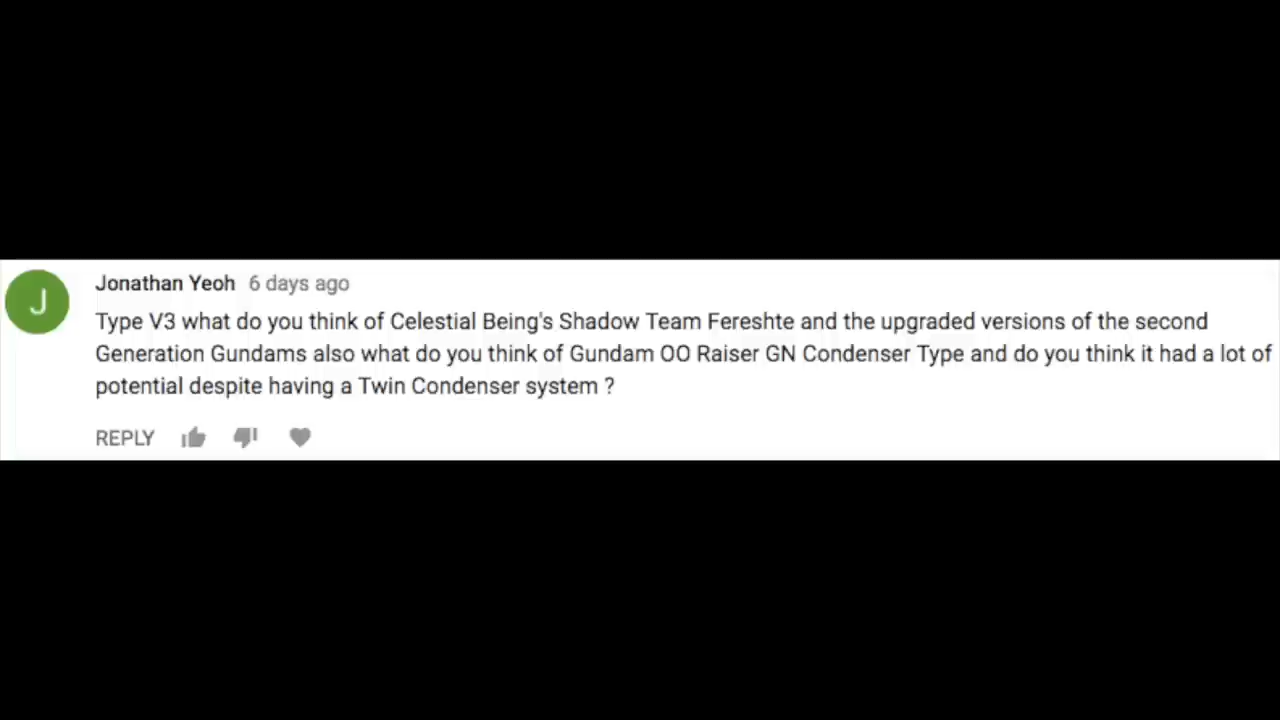 J
Jonathan Yeoh 6 days ago
Type V3 what do you think of Celestial Being's Shadow Team Fereshte and the upgraded versions of the second
Generation Gundams also what do you think of Gundam OO Raiser GN Condenser Type and do you think it had a lot of
potential despite having a Twin Condenser system ?
REPLY